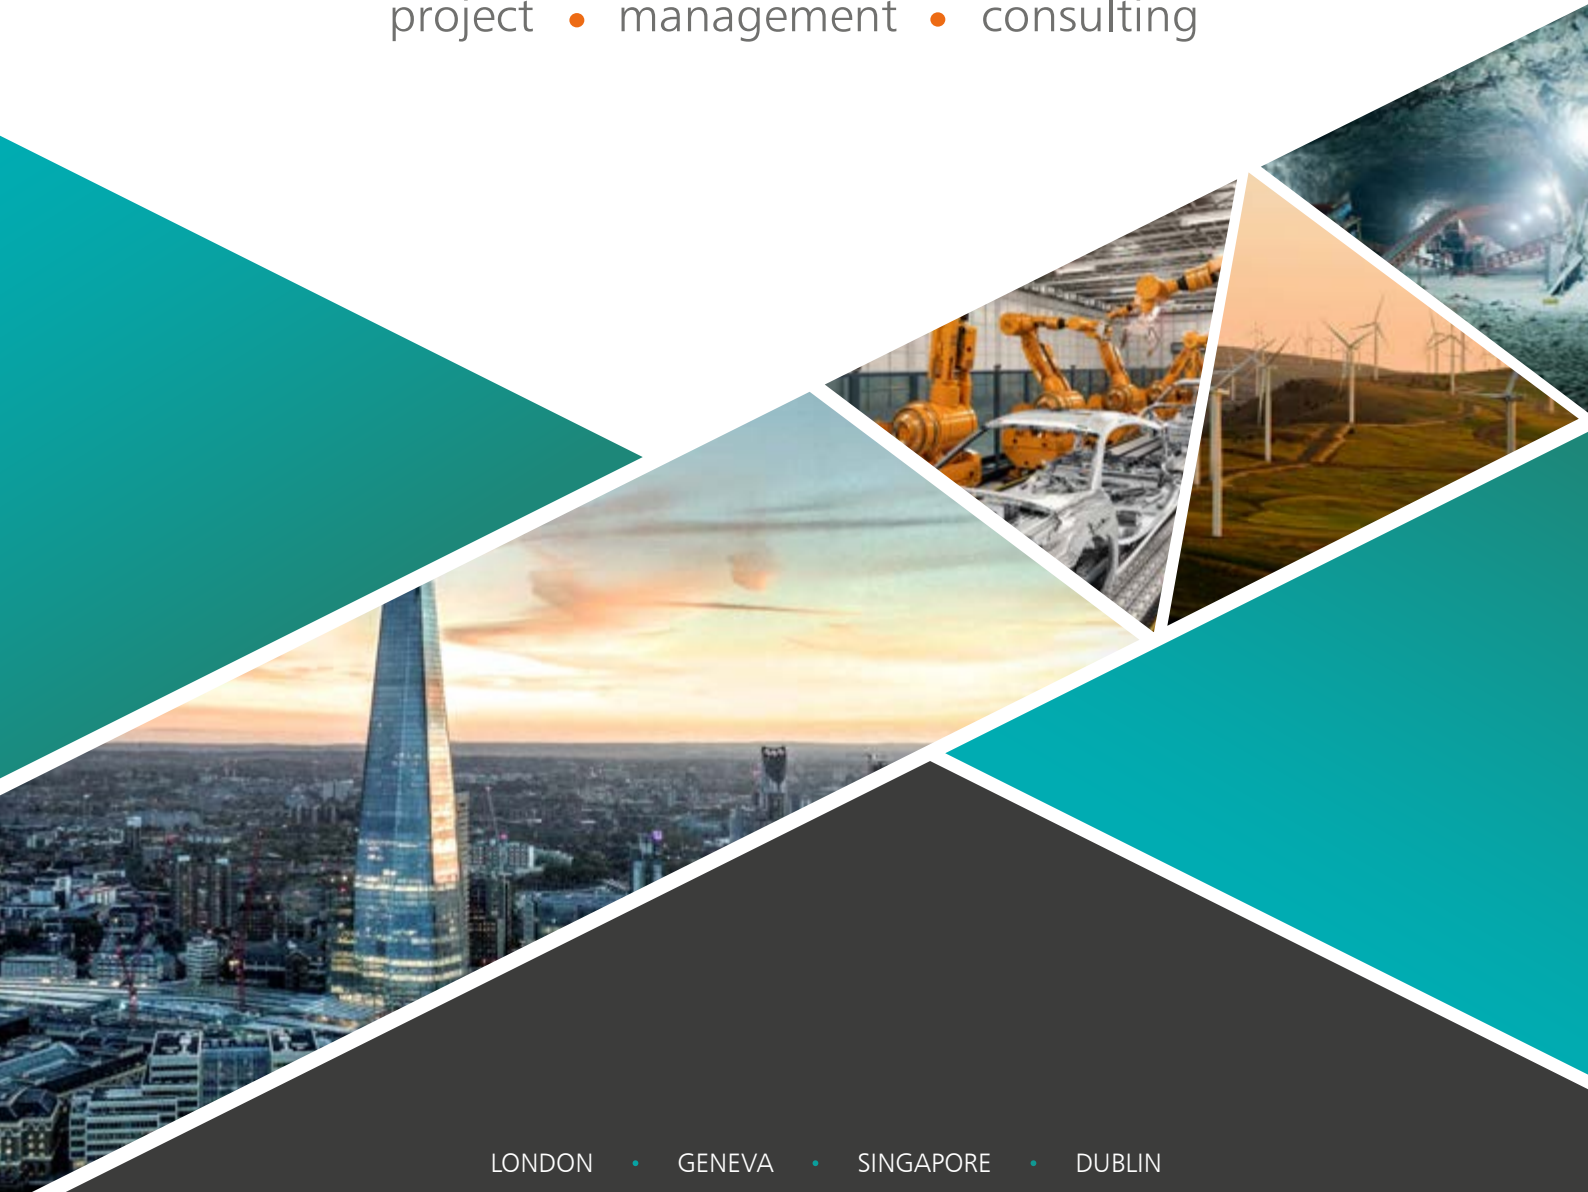 project • management • consulting
LONDON • GENEVA • SINGAPORE • DUBLIN